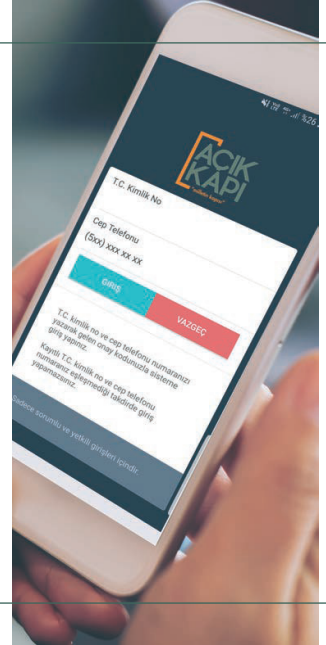 %26
AÇIK
KAPI
T.C. Kimlik No
Cep Telefonu
(5xx) xxx xx xx
GİRİŞ
VAZGEÇ
T.C. kimlik no ve cep telefonu numaranızı
yazarak gelen onay kodunuzla sisteme
giriş yapınız.
Kayıtlı T.C. kimlik no ve cep telefonu
numaranız eşleşmediği takdirde giriş
yapamazsınız.
Sadece sorumlu ve yetkili girişleri içindir.